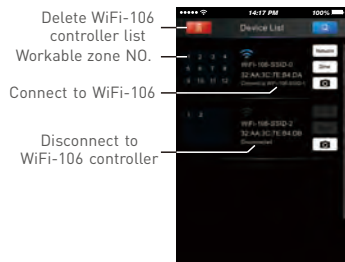 Delete WiFi-106
controller list
Workable zone NO.
Connect to WiFi-106
Disconnect to
WiFi-106 controller
14:17 PM 100%
Device List
Network
1 2 3 4
5 6 7 8
9 10 11 12
WiFi-106-SSID-0
32:AA:3C:7E:B4:DA
Zone
1 2
WiFi-106-SSID-2
32:AA:3C:7E:B4:DB
Disconnected